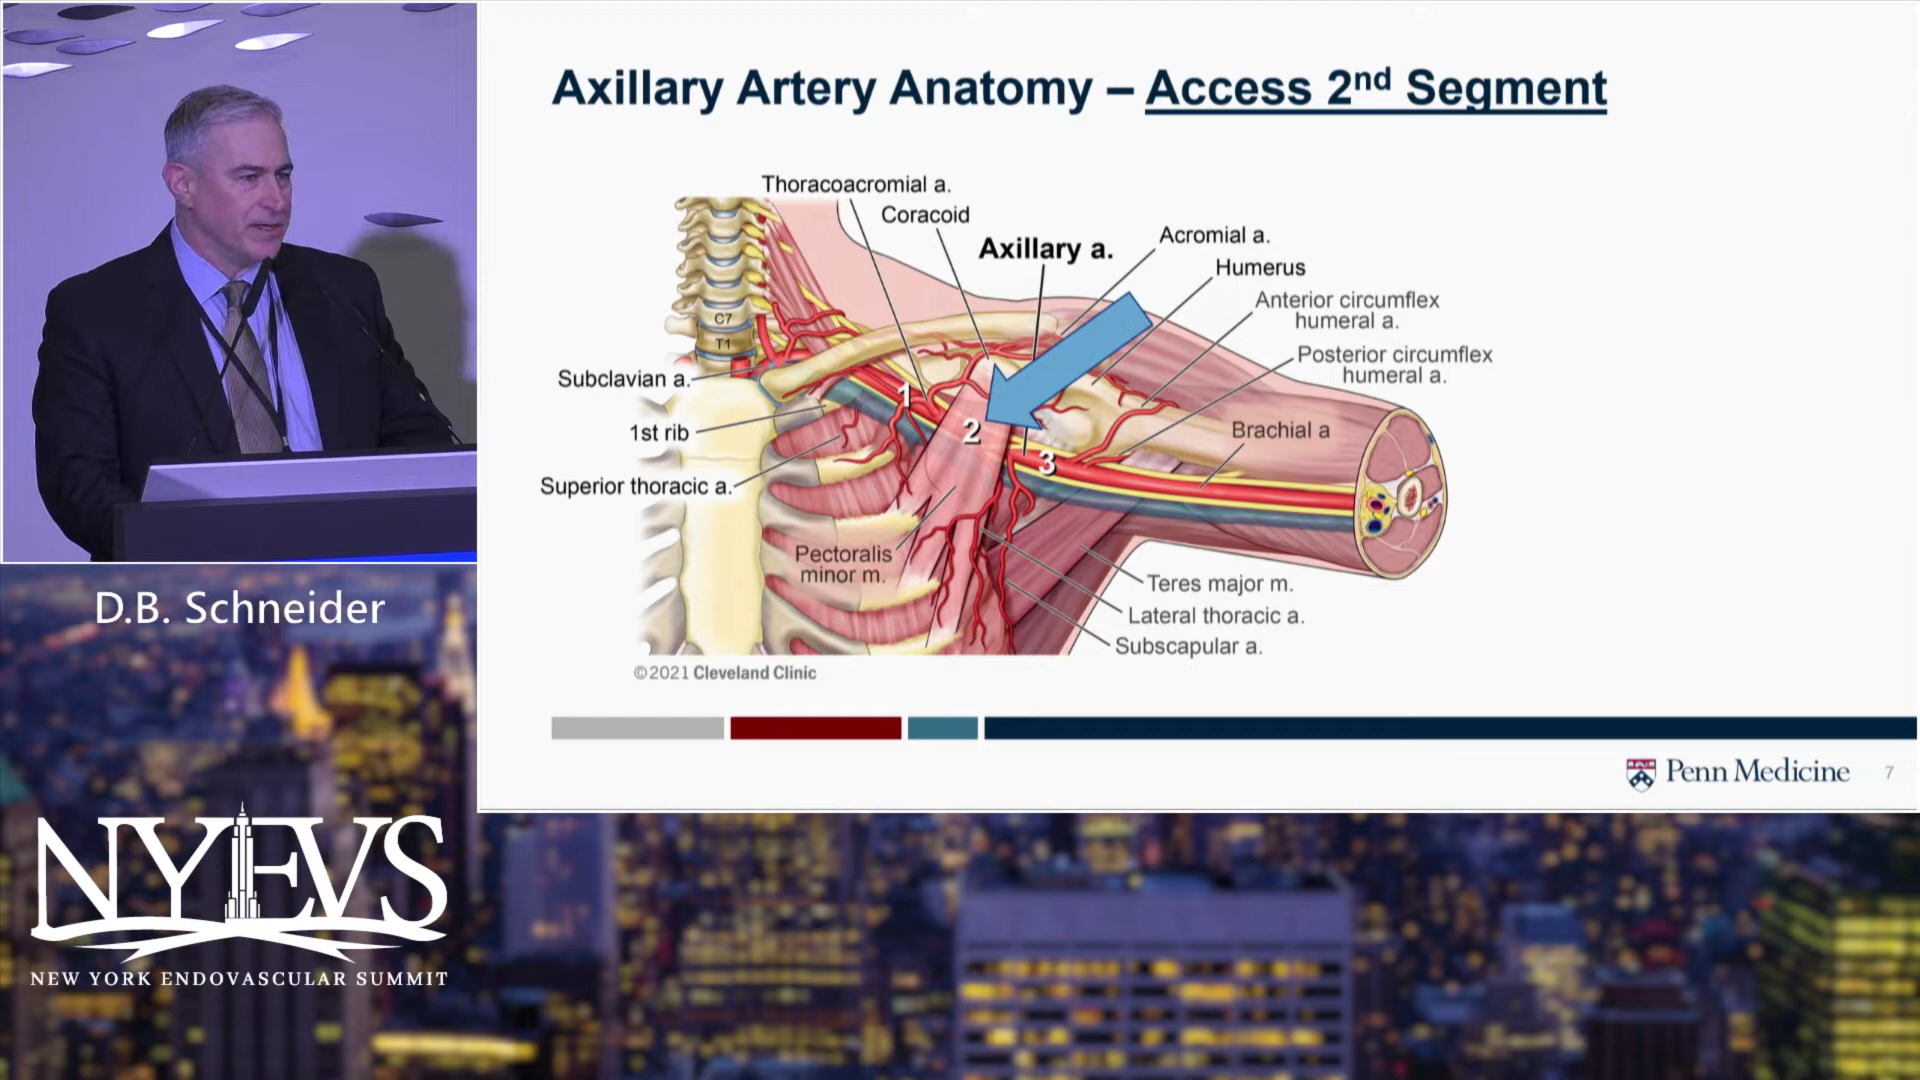 Axillary Artery Anatomy – Access 2nd Segment
Thoracoacromial a.
Coracoid
Axillary a.
Acromial a.
Humerus
Anterior circumflex
humeral a.
Posterior circumflex
humeral a.
C7
T1
Subclavian a.
1
1st rib
2
Brachial a
3
Superior thoracic a.
Pectoralis
minor m.
Teres major m.
Lateral thoracic a.
Subscapular a.
©2021 Cleveland Clinic
Penn Medicine
7
D.B. Schneider
NYEVS
NEW YORK ENDOVASCULAR SUMMIT